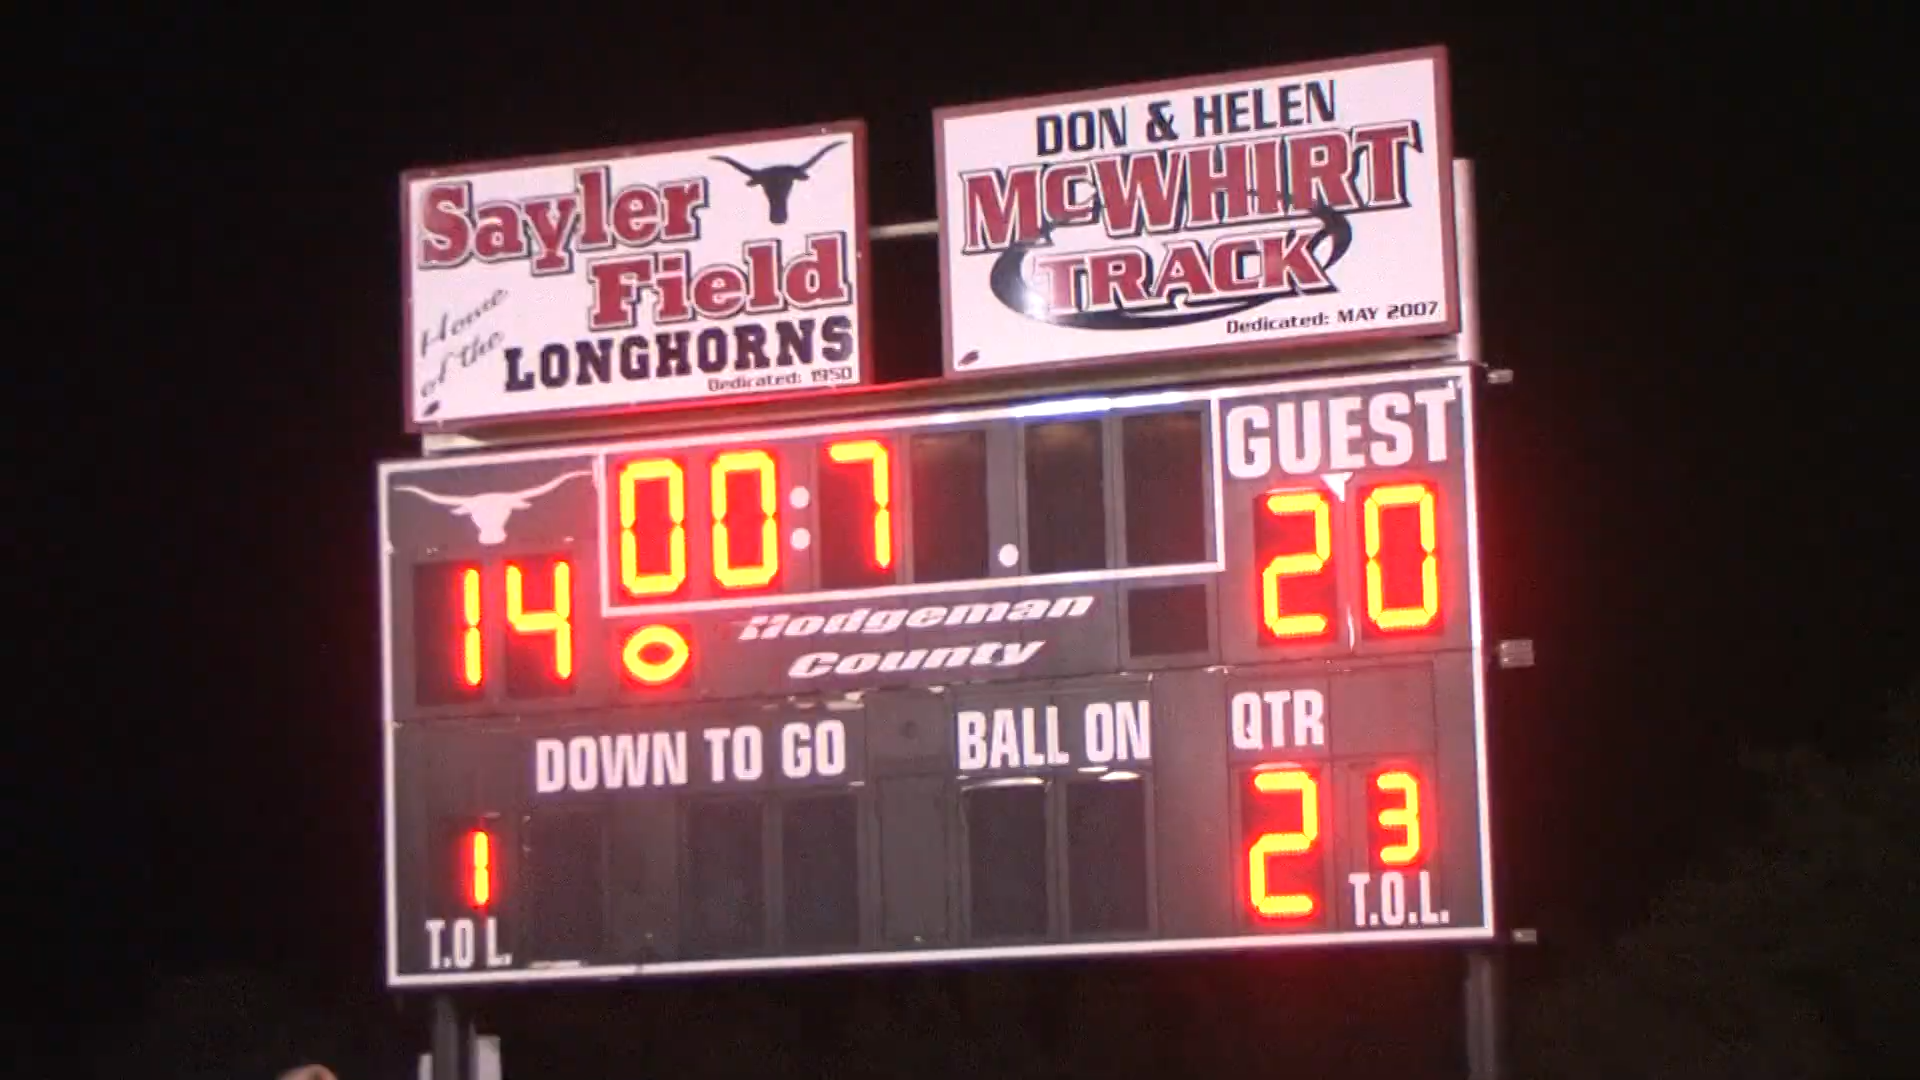 Sayler
Field
Home
of the
LONGHORNS
Dedicated: 1950
DON & HELEN
McWHIRT
TRACK
Dedicated: MAY 2007
00:7 .
GUEST
14
20
Hodgeman
County
DOWN TO GO
BALL ON
QTR
1
2
3
T.O L.
T.O.L.